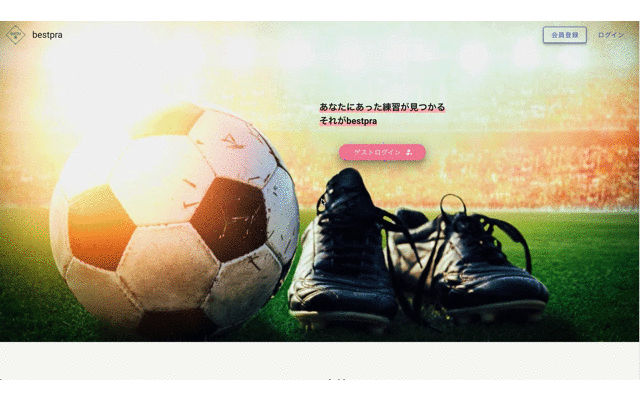 bestpra
会員登録
ログイン
あなたにあった練習が見つかる
それがbestpra
ゲストログイン